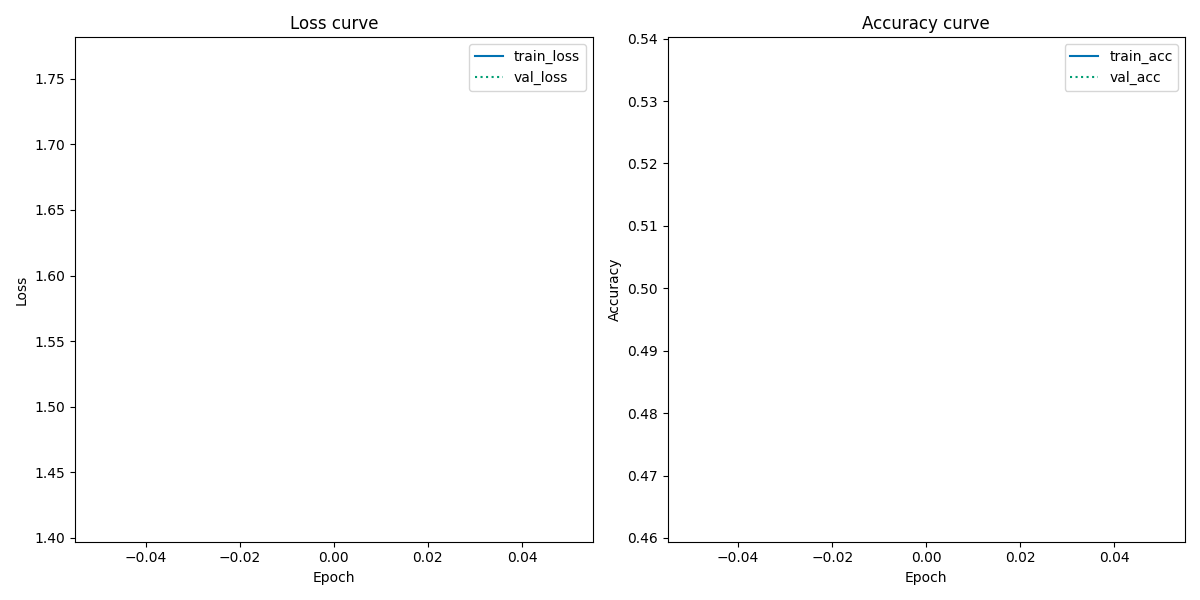 Loss curve
train_loss
val_loss
1.75
1.70
1.65
1.60
1.55
1.50
1.45
1.40
Loss
−0.04
−0.02
0.00
0.02
0.04
Epoch
Accuracy curve
train_acc
val_acc
0.54
0.53
0.52
0.51
0.50
0.49
0.48
0.47
0.46
Accuracy
−0.04
−0.02
0.00
0.02
0.04
Epoch